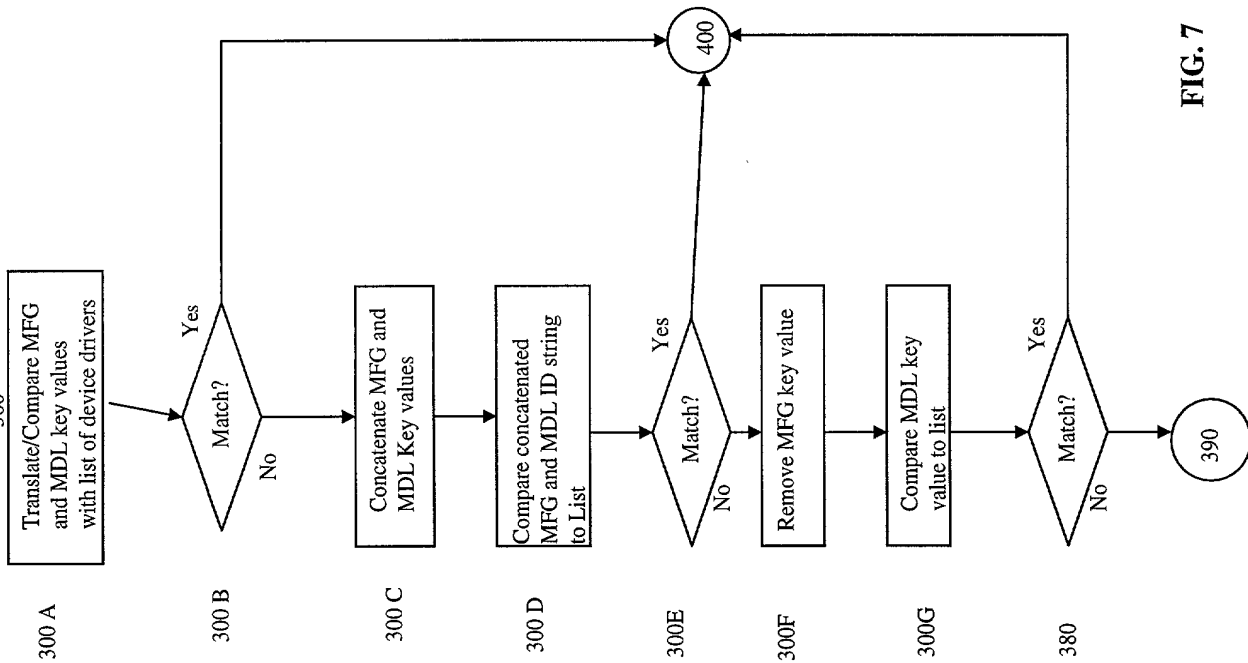 300 A
Translate/Compare MFG
and MDL key values
with list of device drivers
300 B
Match?
Yes
No
300 C
Concatenate MFG and
MDL Key values
300 D
Compare concatenated
MFG and MDL ID string
to List
300E
Match?
Yes
No
300F
Remove MFG key value
300G
Compare MDL key
value to list
380
Match?
Yes
No
390
400
FIG. 7